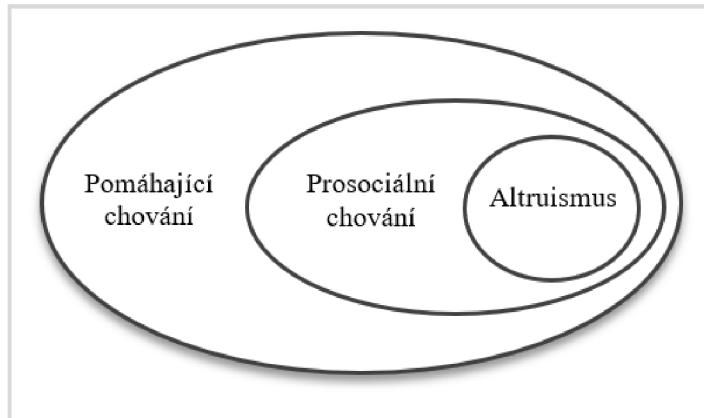 Pomáhající
chování
Prosociální
chování
Altruismus